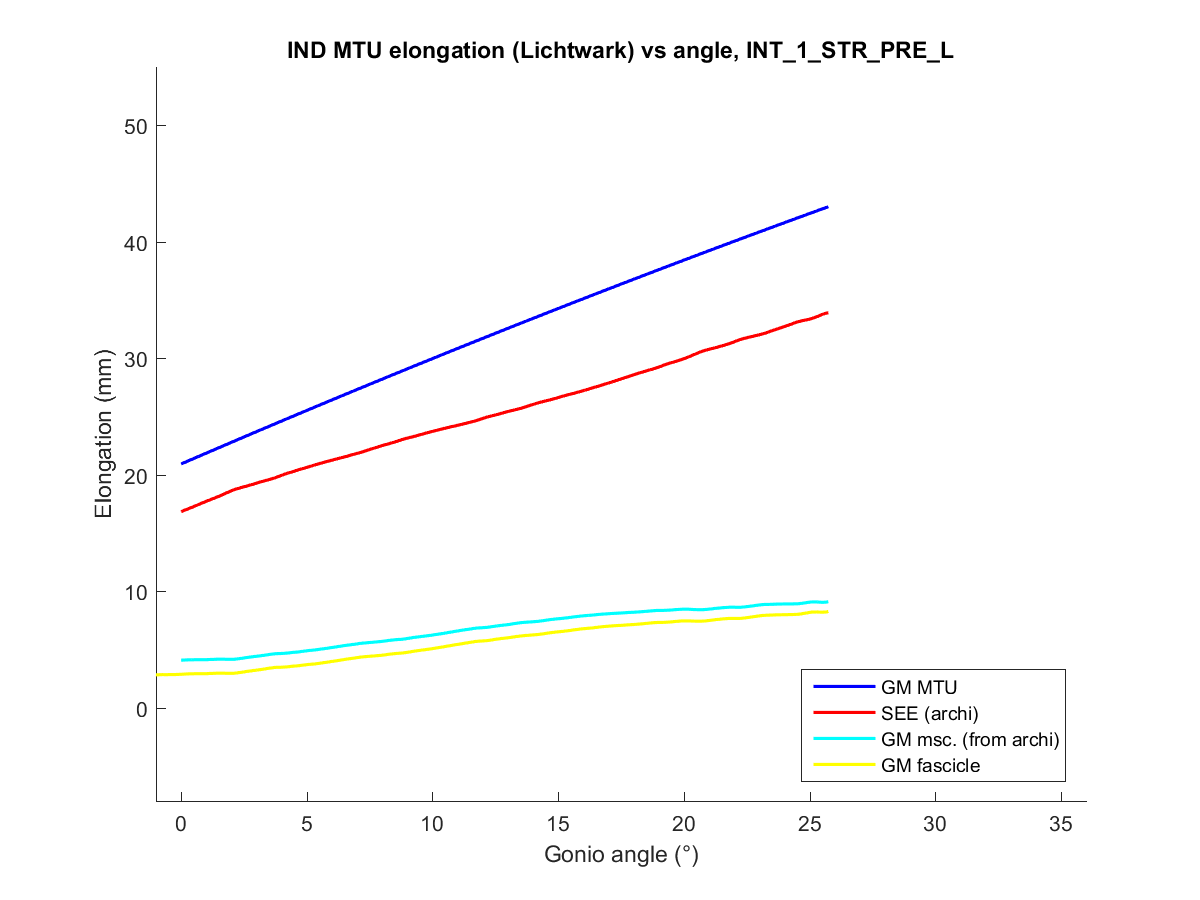 IND MTU elongation (Lichtwark) vs angle, INT_1_STR_PRE_L
50
40
30
20
10
0
Elongation (mm)
GM MTU
SEE (archi)
GM msc. (from archi)
GM fascicle
0 5 10 15 20 25 30 35
Gonio angle (°)